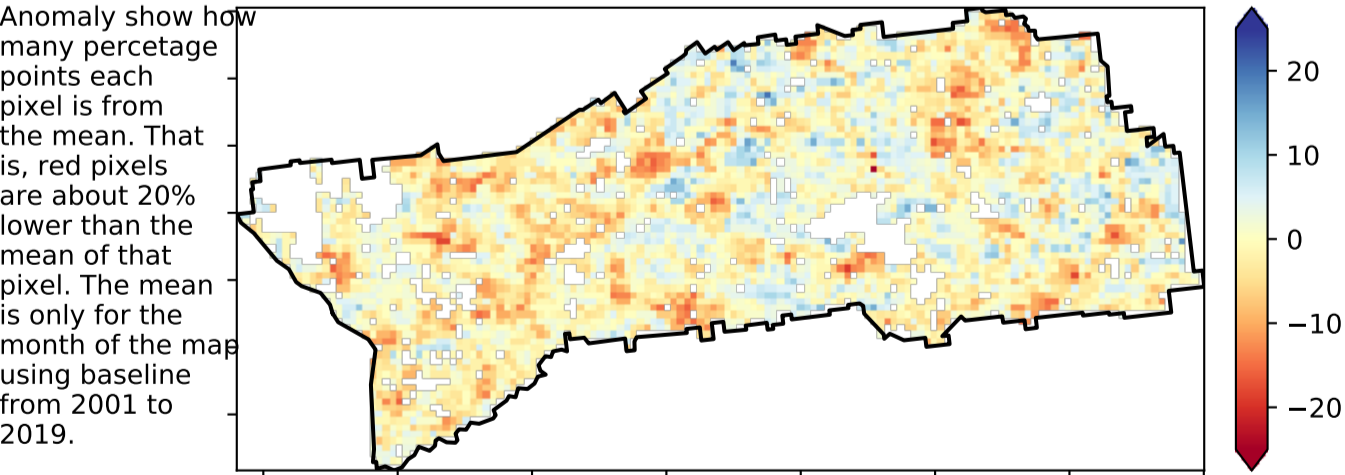 Anomaly show how
many percetage
points each
pixel is from
the mean. That
is, red pixels
are about 20%
lower than the
mean of that
pixel. The mean
is only for the
month of the map
using baseline
from 2001 to
2019.
20
10
0
−10
−20